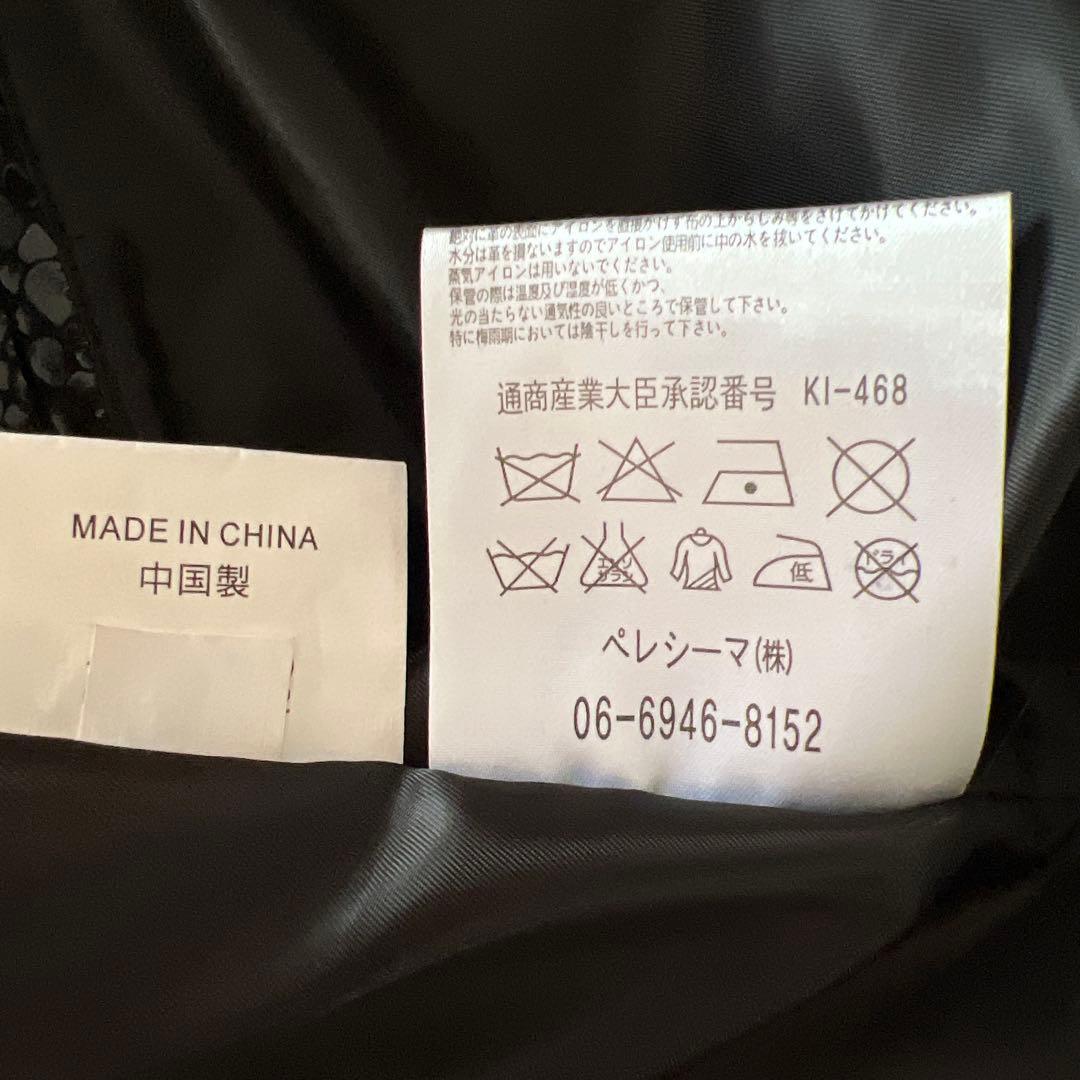 MADE IN CHINA
中国製
絶対に革の表面にアイロンを直接かけず布の上からしみ等をさけてかけてください。
水分は革を損ないますのでアイロン使用前に中の水を抜いてください。
蒸気アイロンは用いないでください。
保管の際は温度及び湿度が低くかつ、
光の当たらない通気性の良いところで保管して下さい。
特に梅雨期においては陰干しを行って下さい。
通商産業大臣承認番号 KI-468
エンソ
サラシ
低
ドライ
ペレシーマ(株)
06-6946-8152